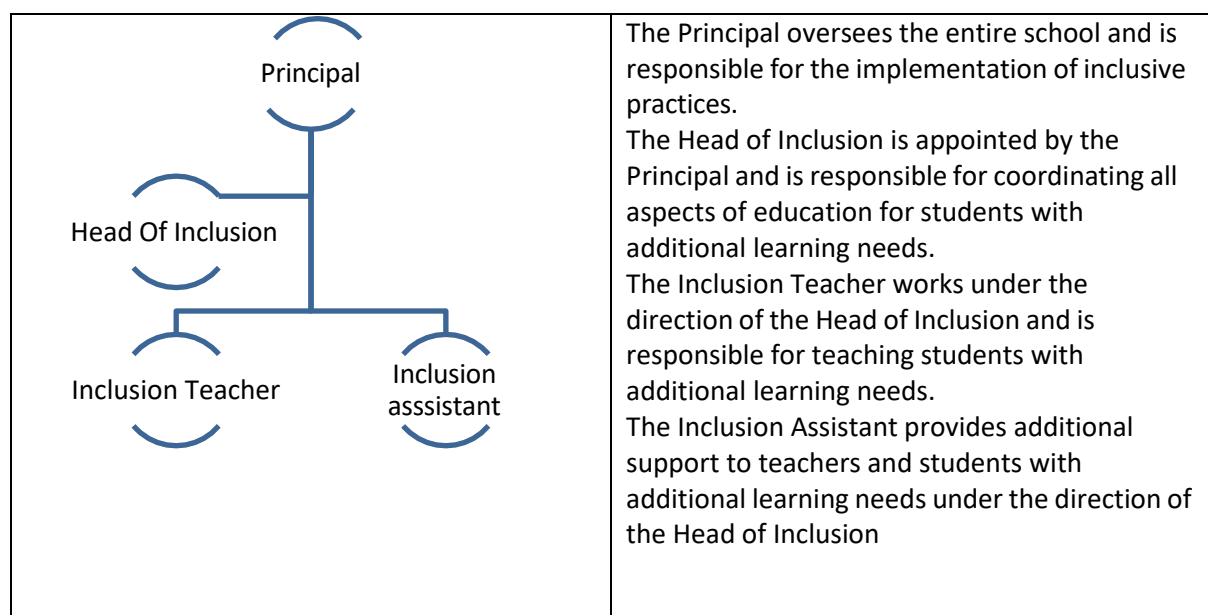 Principal
Head Of Inclusion
Inclusion Teacher
Inclusion
asssistant
The Principal oversees the entire school and is
responsible for the implementation of inclusive
practices.
The Head of Inclusion is appointed by the
Principal and is responsible for coordinating all
aspects of education for students with
additional learning needs.
The Inclusion Teacher works under the
direction of the Head of Inclusion and is
responsible for teaching students with
additional learning needs.
The Inclusion Assistant provides additional
support to teachers and students with
additional learning needs under the direction of
the Head of Inclusion